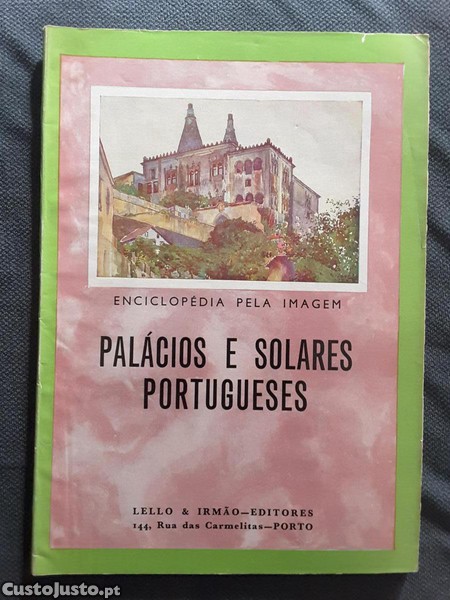 ENCICLOPÉDIA PELA IMAGEM
PALÁCIOS E SOLARES
PORTUGUESES
LELLO & IRMÃO—EDITORES
144, Rua das Carmelitas—PORTO
CustoJusto.pt